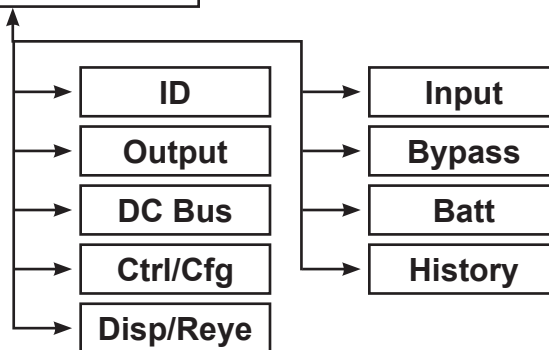 ID
Input
Output
Bypass
DC Bus
Batt
Ctrl/Cfg
History
Disp/Reye